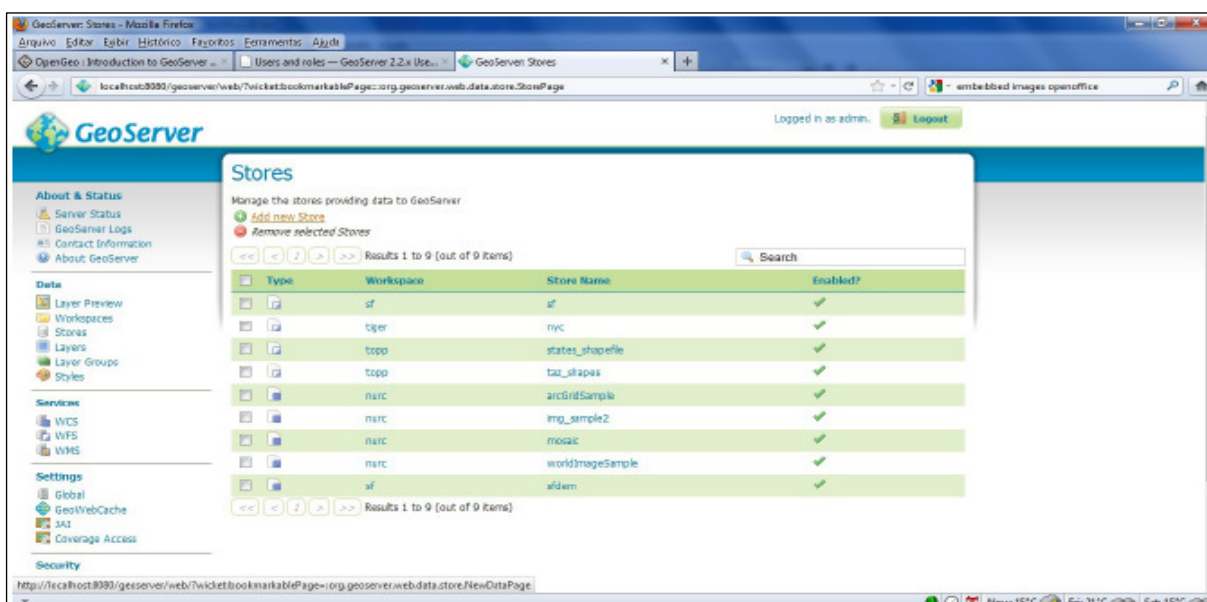 GeoServer: Stores - Mozilla Firefox
Arquivo Editar Exibir Histórico Favoritos Ferramentas Ajuda
OpenGeo : Introduction to GeoServer ...
Users and roles — GeoServer 2.2.x Use...
GeoServer: Stores
localhost:8080/geoserver/web/?wicket:bookmarkablePage=:org.geoserver.web.data.store.StorePage
embebbed images openoffice
GeoServer
Logged in as admin.
Logout
About & Status
Server Status
GeoServer Logs
Contact Information
About GeoServer
Data
Layer Preview
Workspaces
Stores
Layers
Layer Groups
Styles
Services
WCS
WFS
WMS
Settings
Global
GeoWebCache
JAI
Coverage Access
Security
Stores
Manage the stores providing data to GeoServer
Add new Store
Remove selected Stores
<< < 1 > >> Results 1 to 9 (out of 9 items)
Search
Type Workspace Store Name Enabled?
sf sf
tiger nyc
topp states_shapefile
topp taz_shapes
nurc arcGridSample
nurc img_sample2
nurc mosaic
nurc worldImageSample
sf sfdem
<< < 1 > >> Results 1 to 9 (out of 9 items)
http://localhost:8080/geoserver/web/?wicket:bookmarkablePage=:org.geoserver.web.data.store.NewDataPage